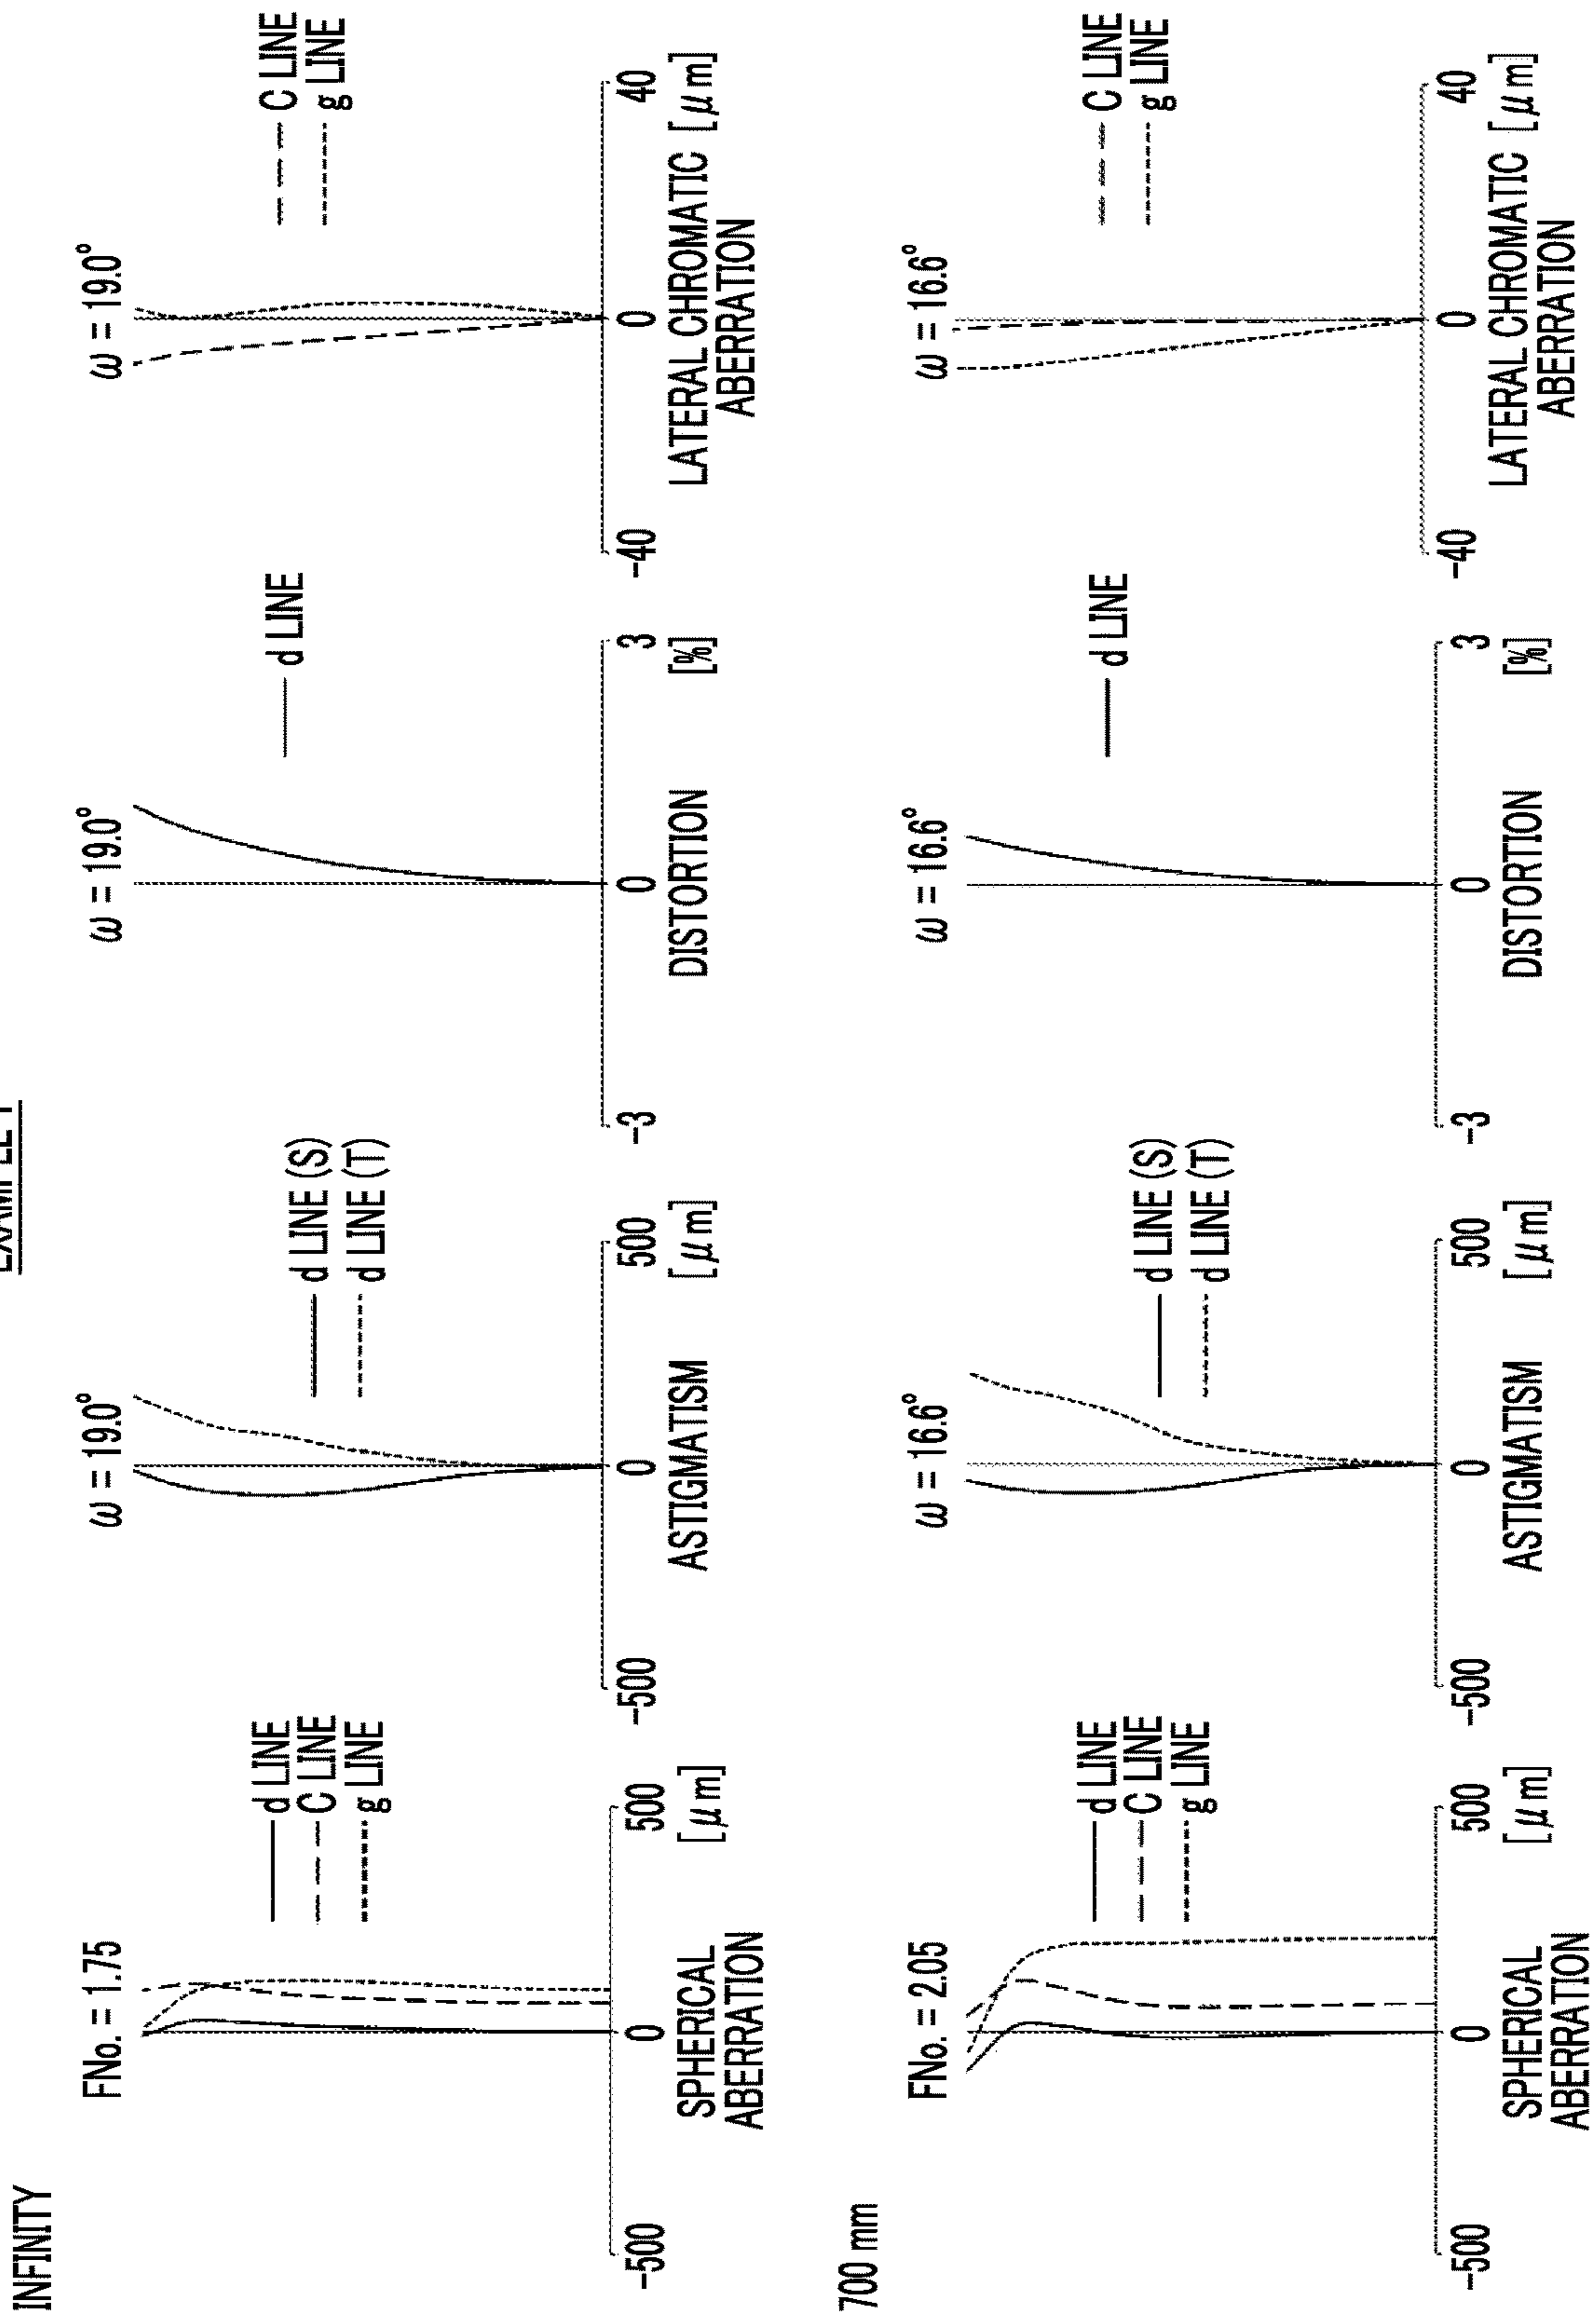 EXAMPLE
INFINITY
FNo. = 1.75
d LINE
C LINE
g LINE
-500 0 500
[μm]
SPHERICAL
ABERRATION
ω = 19.0°
d LINE (S)
d LINE (T)
-500 0 500
ASTIGMATISM [μm]
ω = 19.0°
d LINE
-3 0 3
DISTORTION [%]
ω = 19.0°
C LINE
g LINE
-40 0 40
LATERAL CHROMATIC [μm]
ABERRATION
700 mm
FNo. = 2.05
d LINE
C LINE
g LINE
-500 0 500
[μm]
SPHERICAL
ABERRATION
ω = 16.6°
d LINE (S)
d LINE (T)
-500 0 500
ASTIGMATISM [μm]
ω = 16.6°
d LINE
-3 0 3
DISTORTION [%]
ω = 16.6°
C LINE
g LINE
-40 0 40
LATERAL CHROMATIC [μm]
ABERRATION